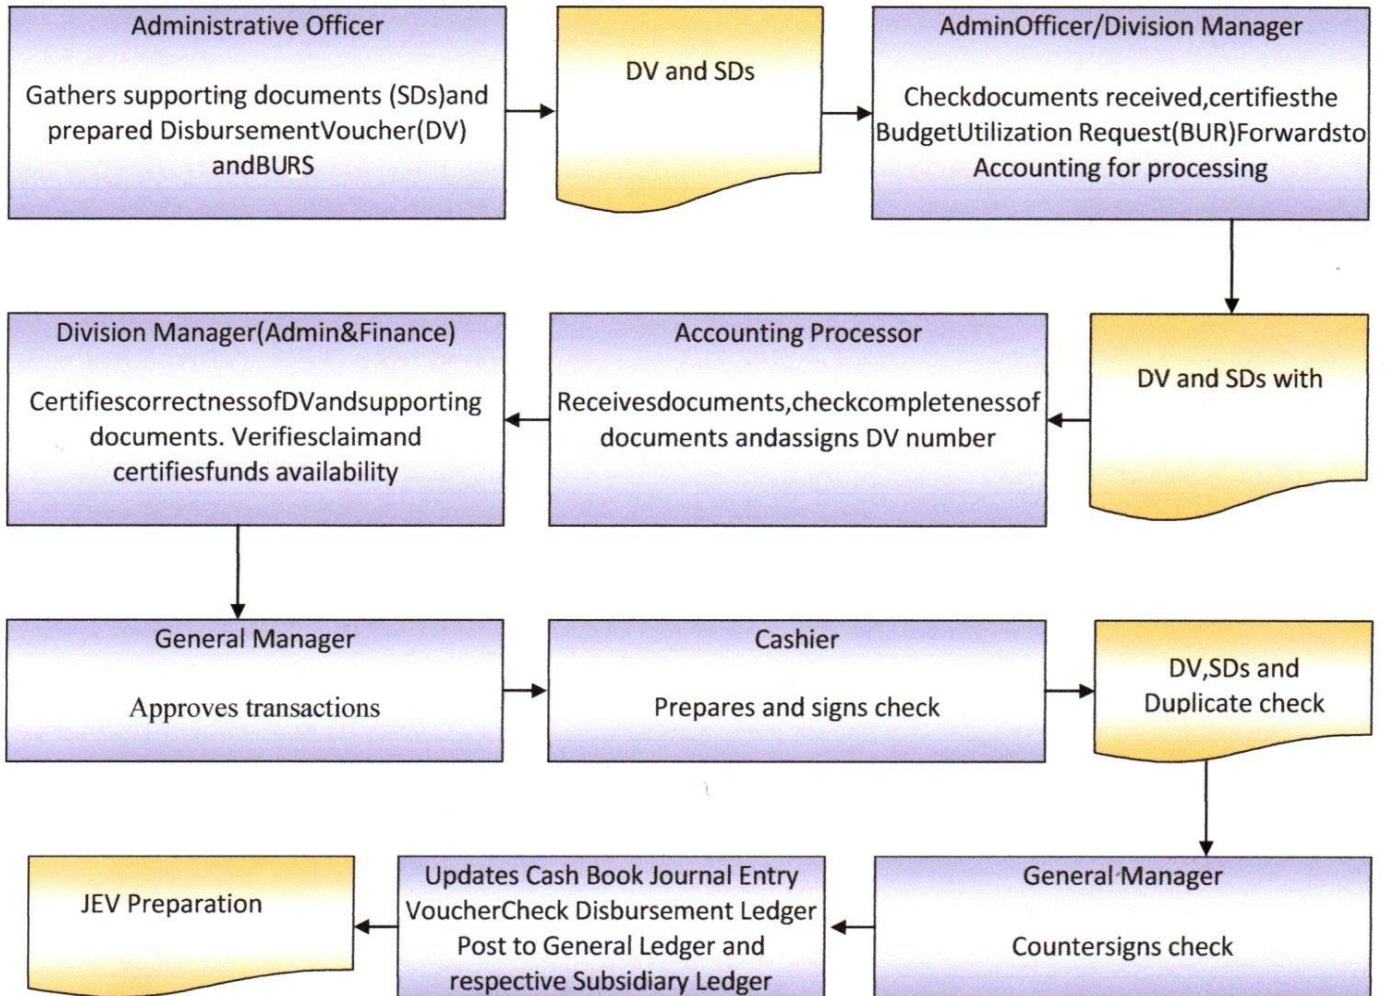 Administrative Officer
Gathers supporting documents (SDs)and
prepared DisbursementVoucher(DV)
andBURS
DV and SDs
AdminOfficer/Division Manager
Checkdocuments received,certifiesthe
BudgetUtilization Request(BUR)Forwardsto
Accounting for processing
DV and SDs with
Accounting Processor
Receivesdocuments,checkcompletenessof
documents andassigns DV number
Division Manager(Admin&Finance)
CertifiescorrectnessofDVandsupporting
documents. Verifiesclaimand
certifiesfunds availability
General Manager
Approves transactions
Cashier
Prepares and signs check
DV,SDs and
Duplicate check
General Manager
Countersigns check
Updates Cash Book Journal Entry
VoucherCheck Disbursement Ledger
Post to General Ledger and
respective Subsidiary Ledger
JEV Preparation